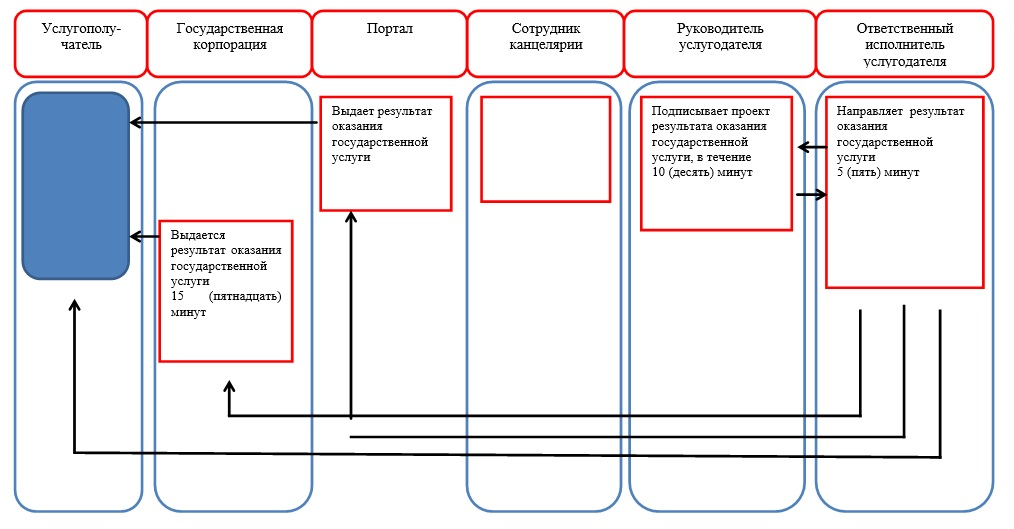 Услугополу-
чатель
Государственная
корпорация
Портал
Сотрудник
канцелярии
Руководитель
услугодателя
Ответственный
исполнитель
услугодателя
Выдает результат
оказания
государственной
услуги
Подписывает проект
результата оказания
государственной
услуги, в течение
10 (десять) минут
Направляет результат
оказания
государственной
услуги
5 (пять) минут
Выдается
результат оказания
государственной
услуги
15 (пятнадцать)
минут